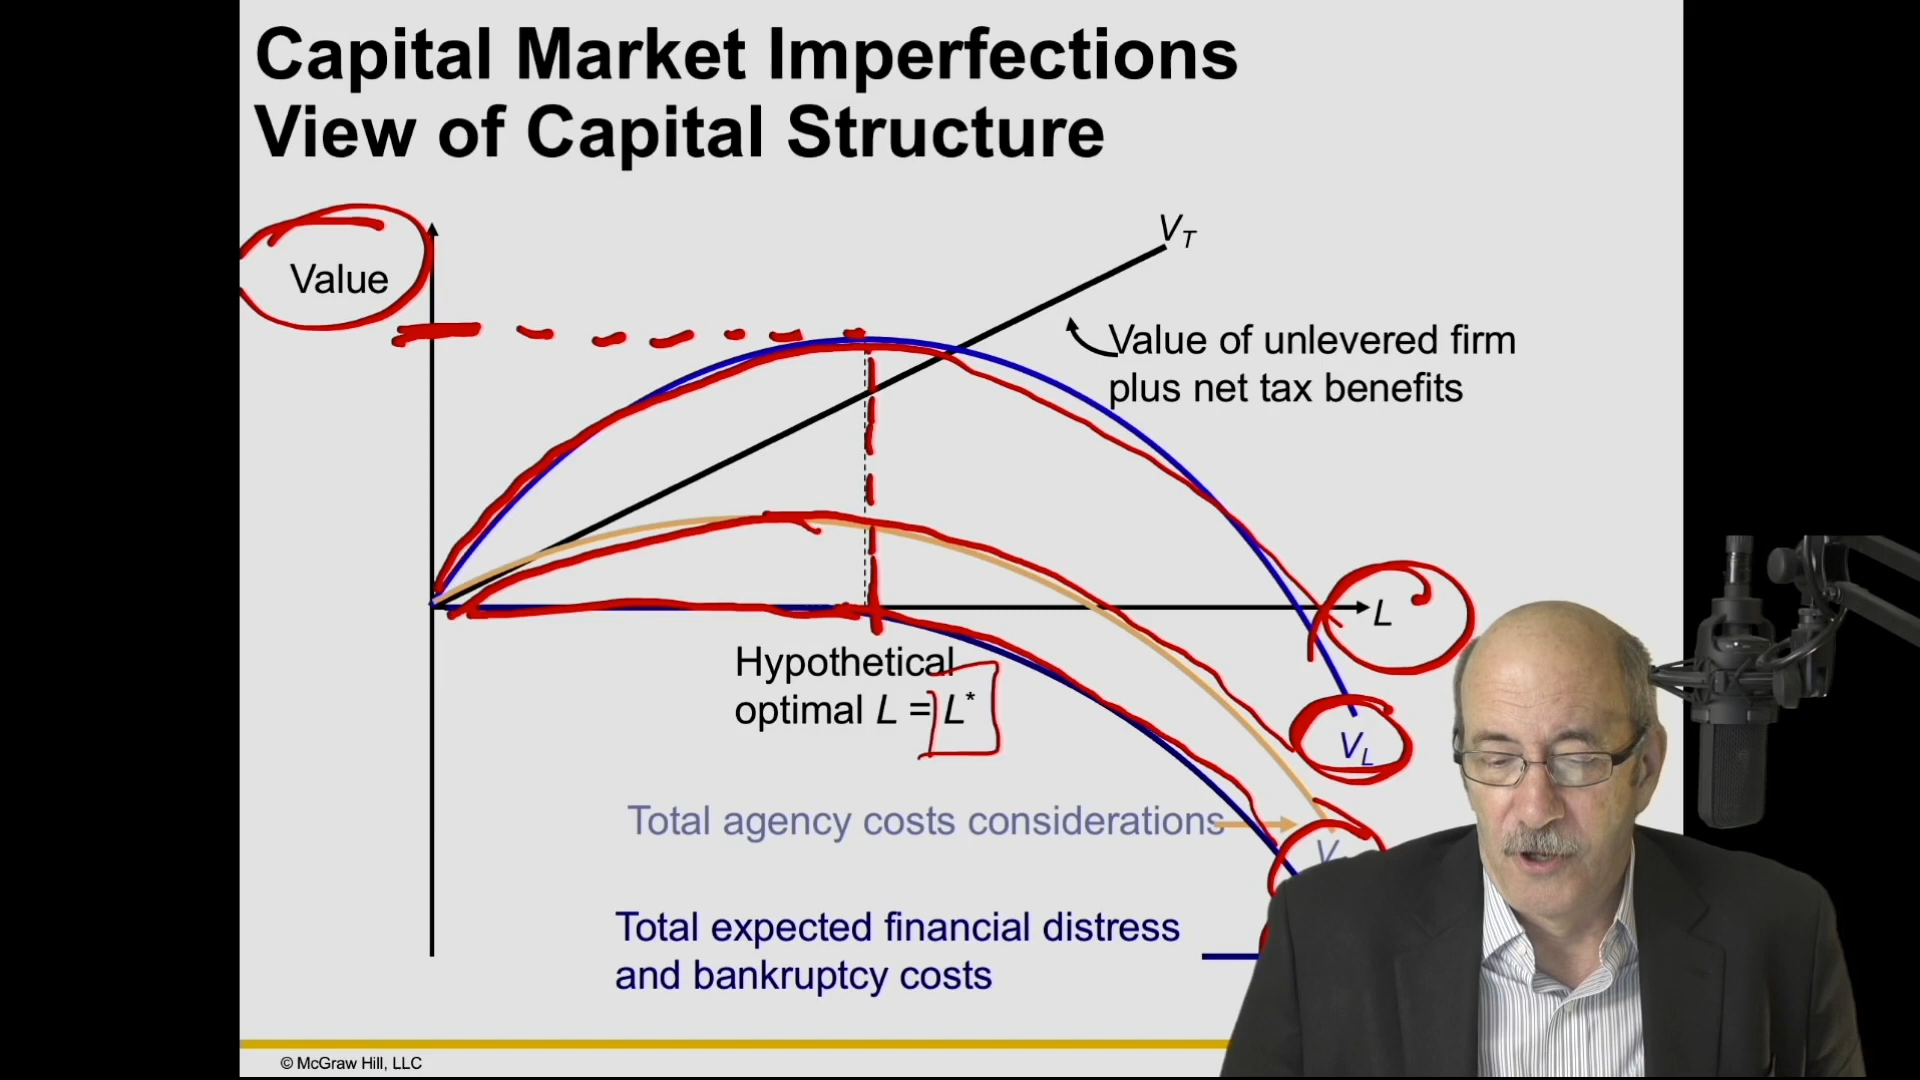 Capital Market Imperfections
View of Capital Structure
V_T
Value
Value of unlevered firm
plus net tax benefits
L
Hypothetical
optimal L = L*
V_L
Total agency costs considerations
V
Total expected financial distress
and bankruptcy costs
© McGraw Hill, LLC